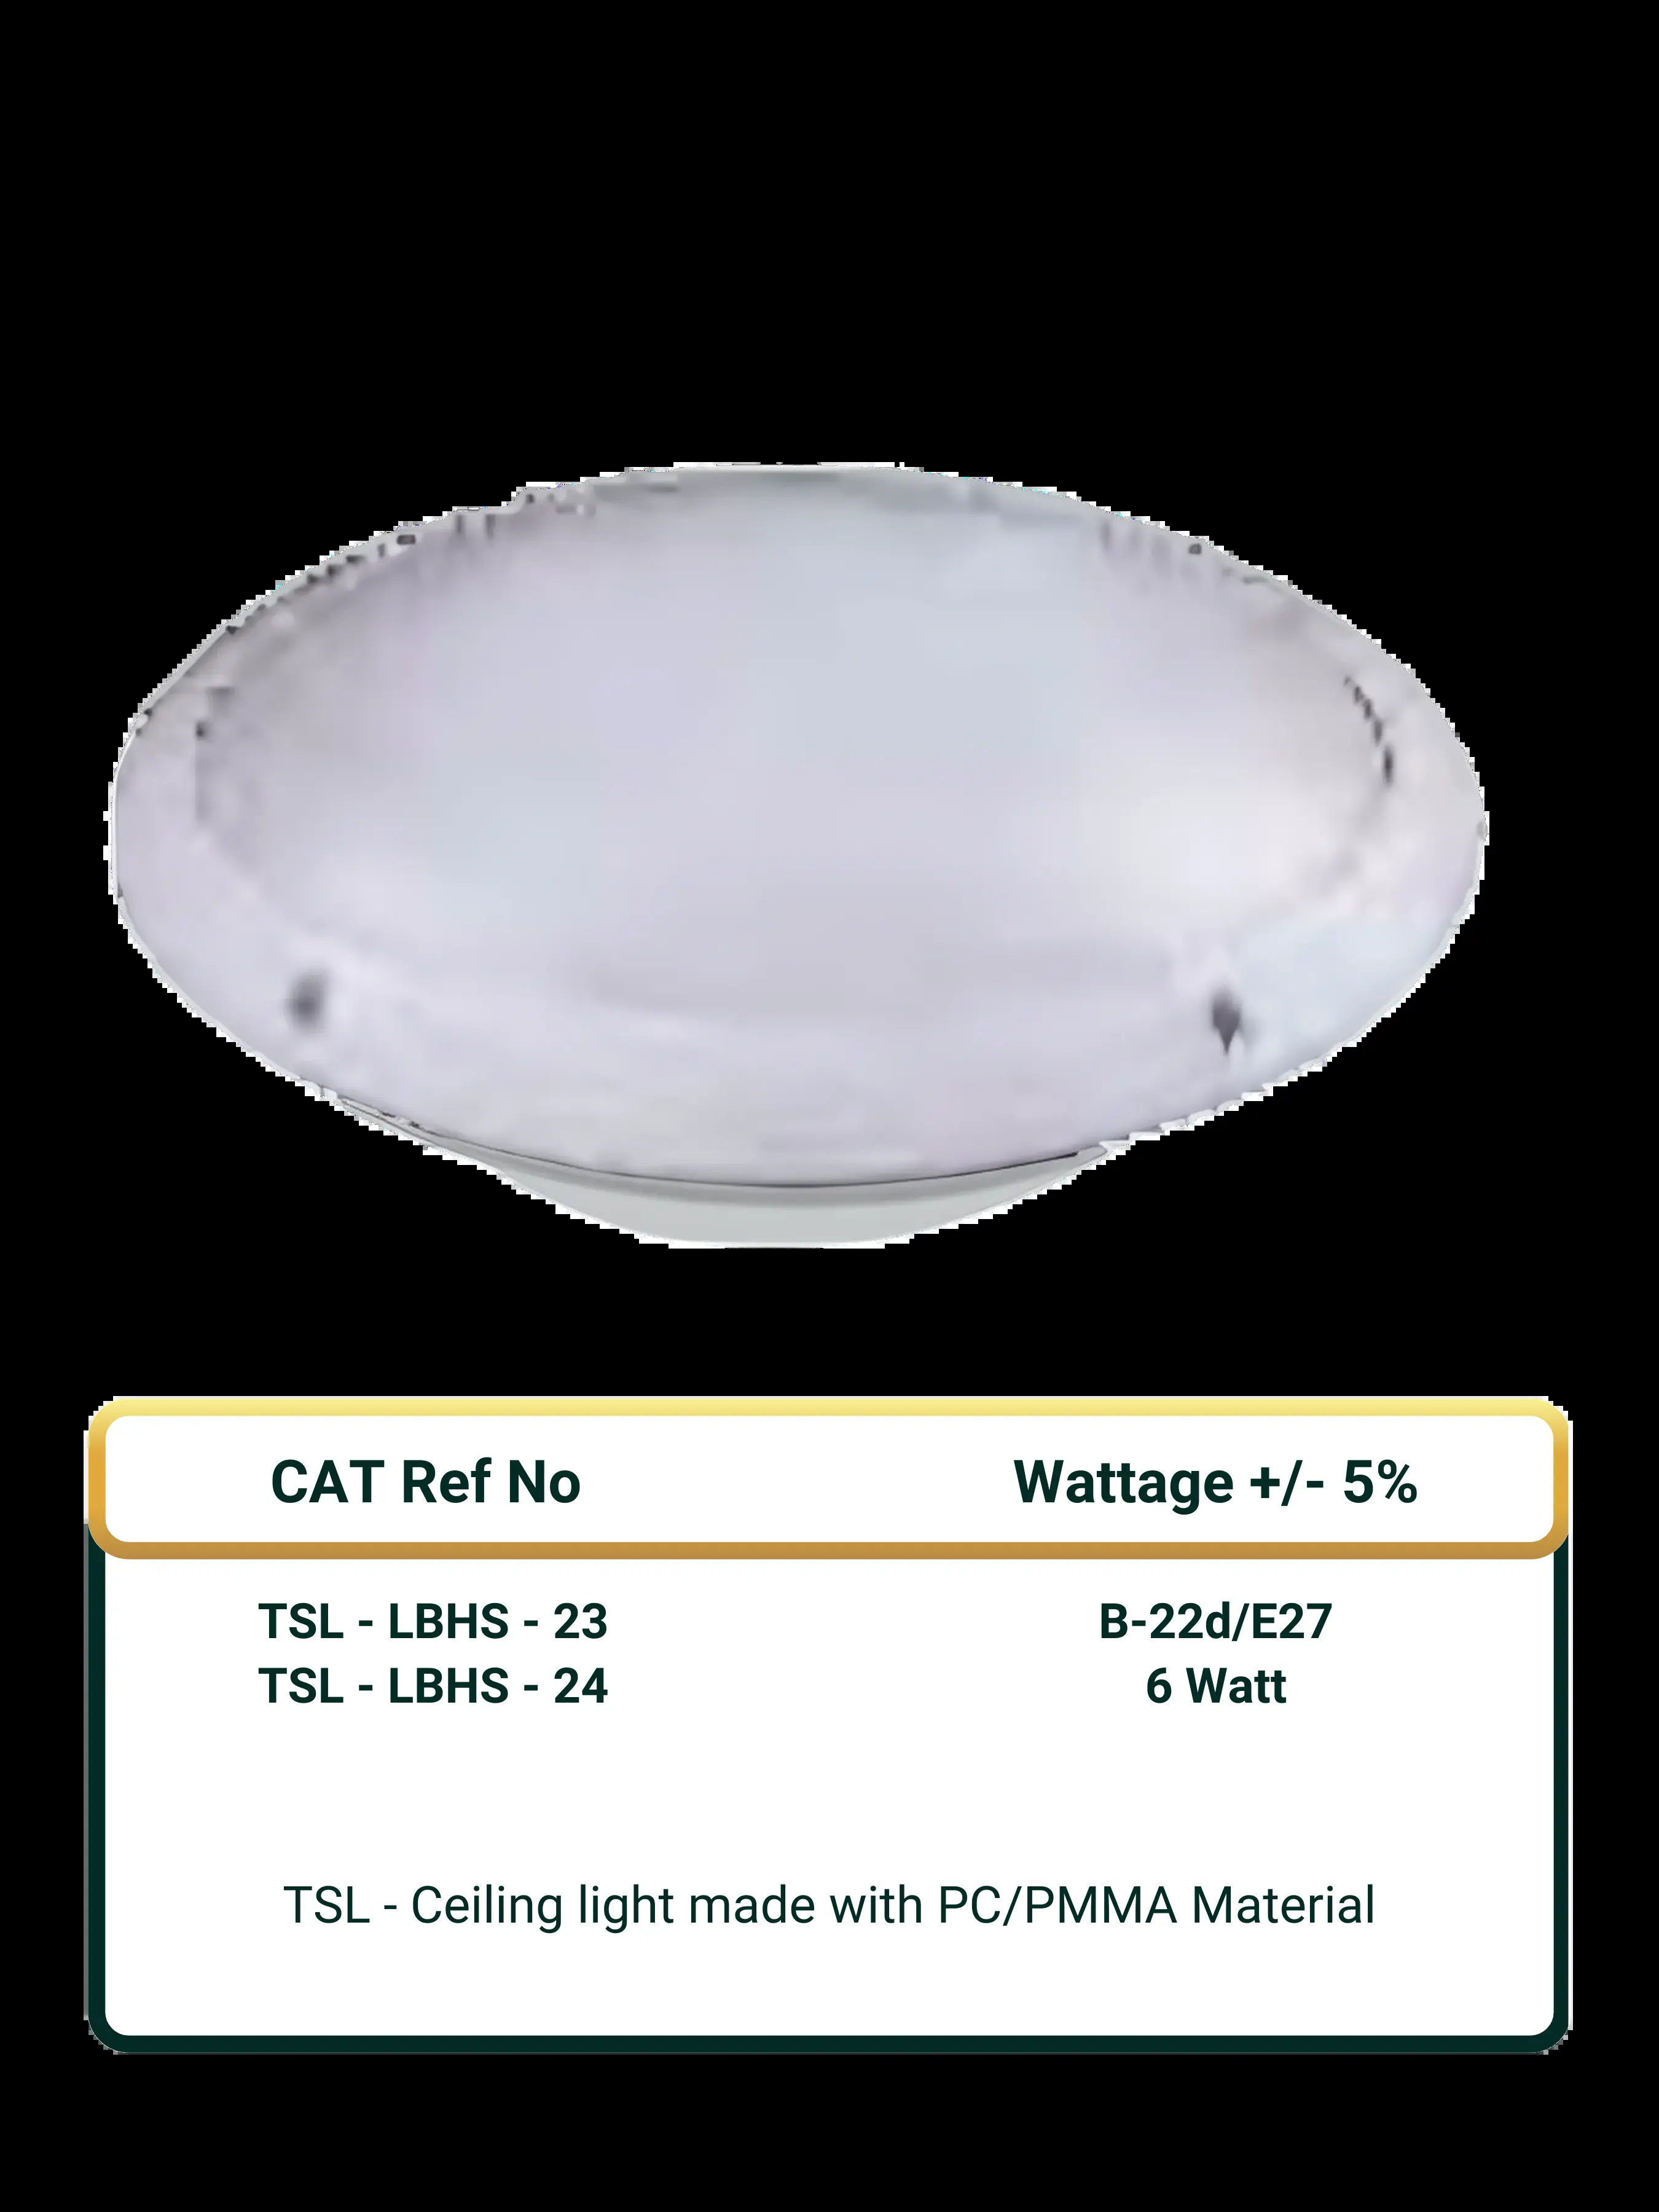 CAT Ref No Wattage +/- 5%
TSL - LBHS - 23 B-22d/E27
TSL - LBHS - 24 6 Watt
TSL - Ceiling light made with PC/PMMA Material